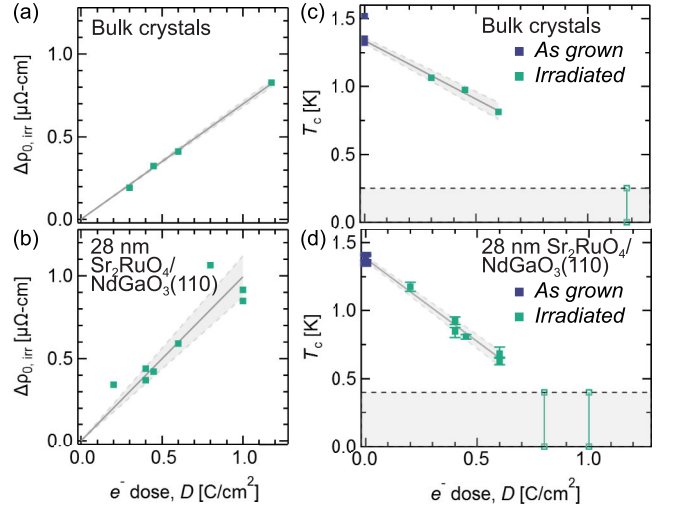 (a)
Bulk crystals
Δρ0, irr [μΩ-cm]
0.8
0.4
0.0
(b)
28 nm
Sr2RuO4/
NdGaO3(110)
Δρ0, irr [μΩ-cm]
1.0
0.5
0.0
0.0
0.5
1.0
e- dose, D [C/cm2]
(c)
Bulk crystals
As grown
Irradiated
Tc [K]
1.5
1.0
0.5
0.0
(d)
28 nm Sr2RuO4/
NdGaO3(110)
As grown
Irradiated
Tc [K]
1.5
1.0
0.5
0.0
0.0
0.5
1.0
e- dose, D [C/cm2]